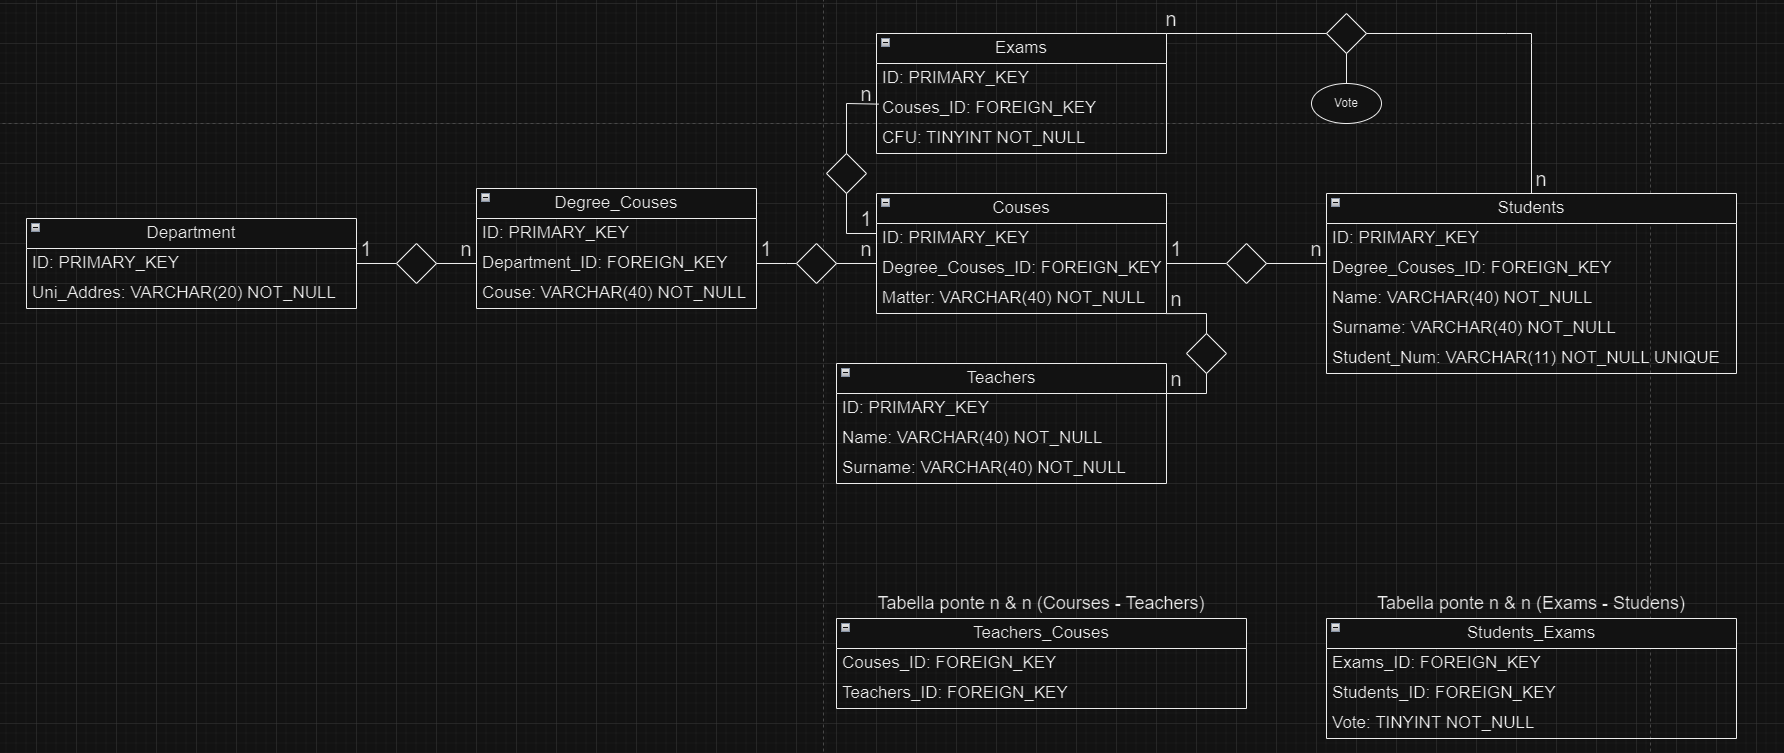 n
Exams
ID: PRIMARY_KEY
Couses_ID: FOREIGN_KEY
CFU: TINYINT NOT_NULL
n
Vote
n
1
Department
ID: PRIMARY_KEY
Uni_Addres: VARCHAR(20) NOT_NULL
1
n
Degree_Couses
ID: PRIMARY_KEY
Department_ID: FOREIGN_KEY
Couse: VARCHAR(40) NOT_NULL
1
n
Couses
ID: PRIMARY_KEY
Degree_Couses_ID: FOREIGN_KEY
Matter: VARCHAR(40) NOT_NULL
1
n
n
Students
ID: PRIMARY_KEY
Degree_Couses_ID: FOREIGN_KEY
Name: VARCHAR(40) NOT_NULL
Surname: VARCHAR(40) NOT_NULL
Student_Num: VARCHAR(11) NOT_NULL UNIQUE
Teachers
n
ID: PRIMARY_KEY
Name: VARCHAR(40) NOT_NULL
Surname: VARCHAR(40) NOT_NULL
Tabella ponte n & n (Courses - Teachers)
Teachers_Couses
Couses_ID: FOREIGN_KEY
Teachers_ID: FOREIGN_KEY
Tabella ponte n & n (Exams - Studens)
Students_Exams
Exams_ID: FOREIGN_KEY
Students_ID: FOREIGN_KEY
Vote: TINYINT NOT_NULL